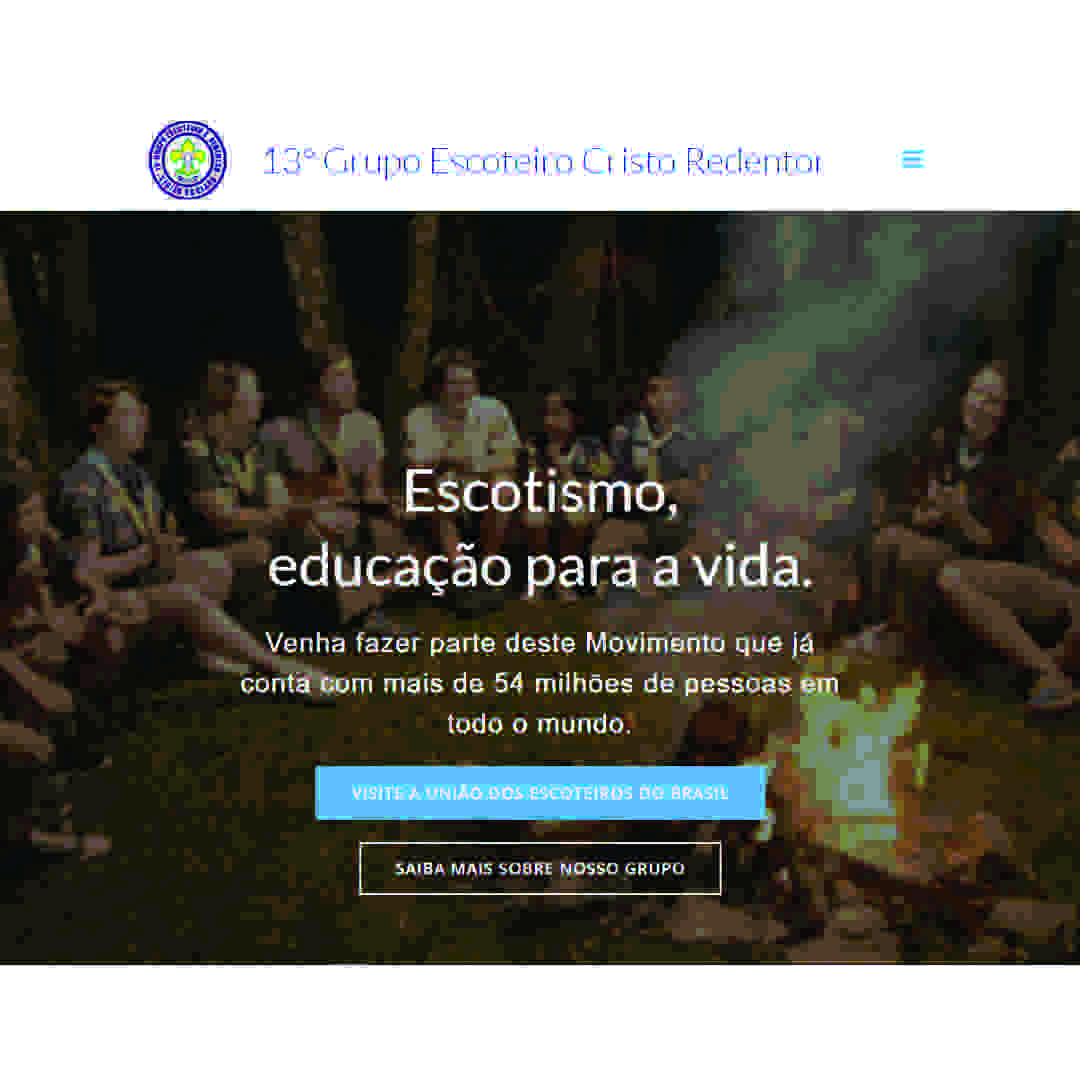 13º Grupo Escoteiro Cristo Redentor
Escotismo,
educação para a vida.
Venha fazer parte deste Movimento que já
conta com mais de 54 milhões de pessoas em
todo o mundo.
VISITE A UNIÃO DOS ESCOTEIROS DO BRASIL
SAIBA MAIS SOBRE NOSSO GRUPO